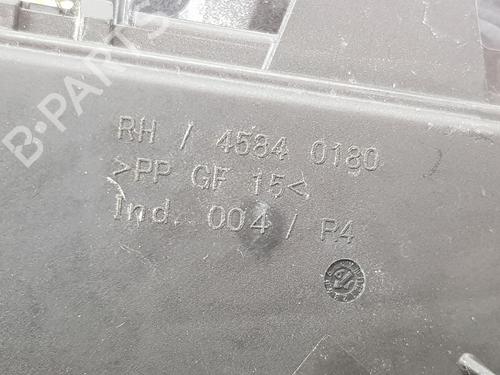 B-PARTS
RH / 4584 0180
>PP GF 15<
Ind. 004 / R4